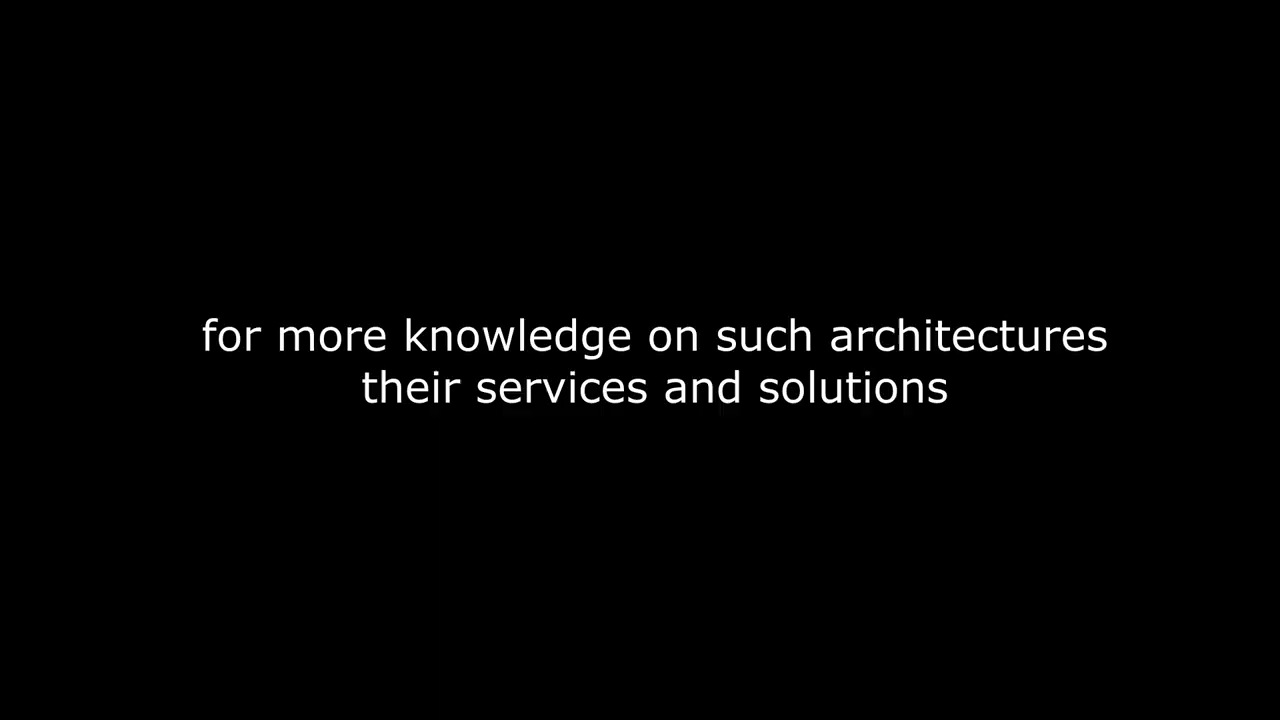 for more knowledge on such architectures
their services and solutions